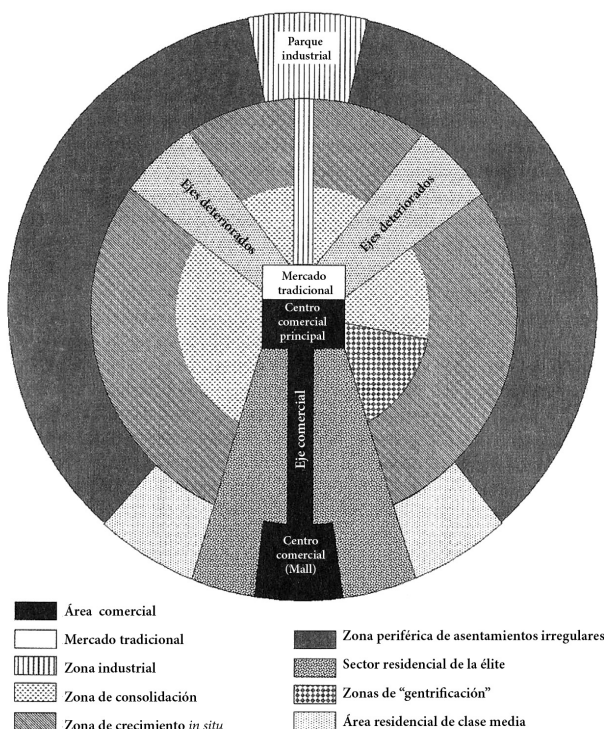 Parque
industrial
Ejes deteriorados
Ejes deteriorados
Mercado
tradicional
Centro
comercial
principal
Eje comercial
Centro
comercial
(Mall)
Área comercial
Mercado tradicional
Zona industrial
Zona de consolidación
Zona de crecimiento in situ
Zona periférica de asentamientos irregulares
Sector residencial de la élite
Zonas de “gentrificación”
Área residencial de clase media